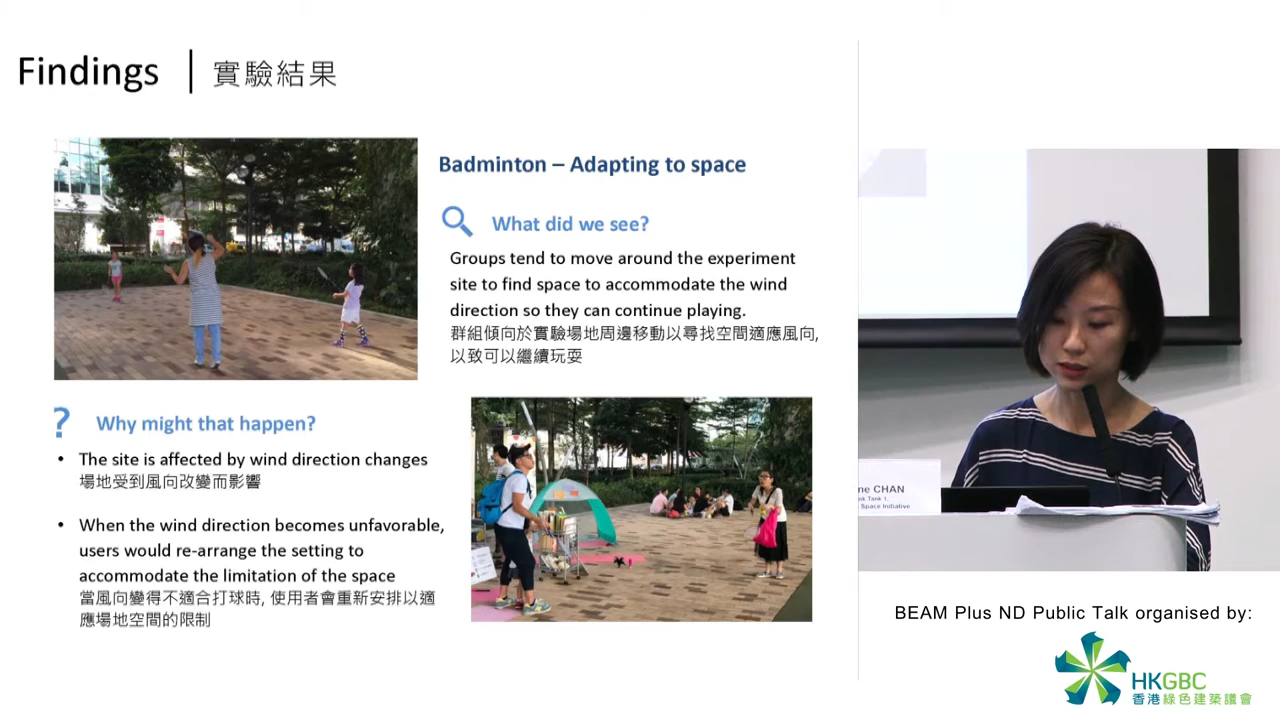 Findings
實驗結果
Badminton – Adapting to space
What did we see?
Groups tend to move around the experiment
site to find space to accommodate the wind
direction so they can continue playing.
群組傾向於實驗場地周邊移動以尋找空間適應風向,
以致可以繼續玩耍
? Why might that happen?
• The site is affected by wind direction changes
場地受到風向改變而影響
• When the wind direction becomes unfavorable,
users would re-arrange the setting to
accommodate the limitation of the space
當風向變得不適合打球時, 使用者會重新安排以適
應場地空間的限制
ne CHAN
nk Tank 1,
Space Initiative
BEAM Plus ND Public Talk organised by:
HKGBC
香港綠色建築議會